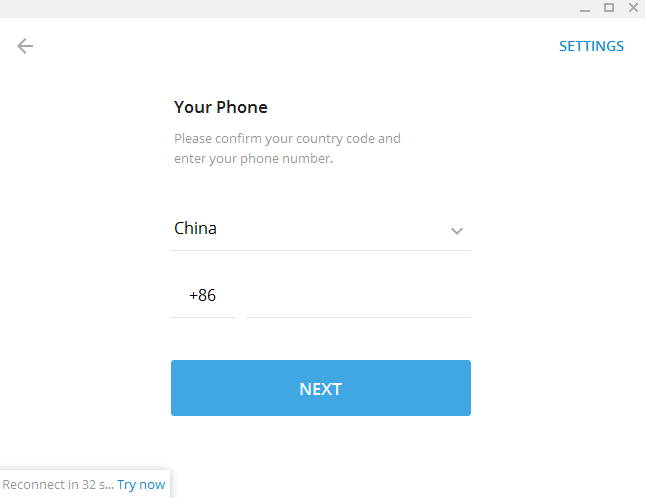 SETTINGS
Your Phone
Please confirm your country code and
enter your phone number.
China
+86
NEXT
Reconnect in 32 s... Try now